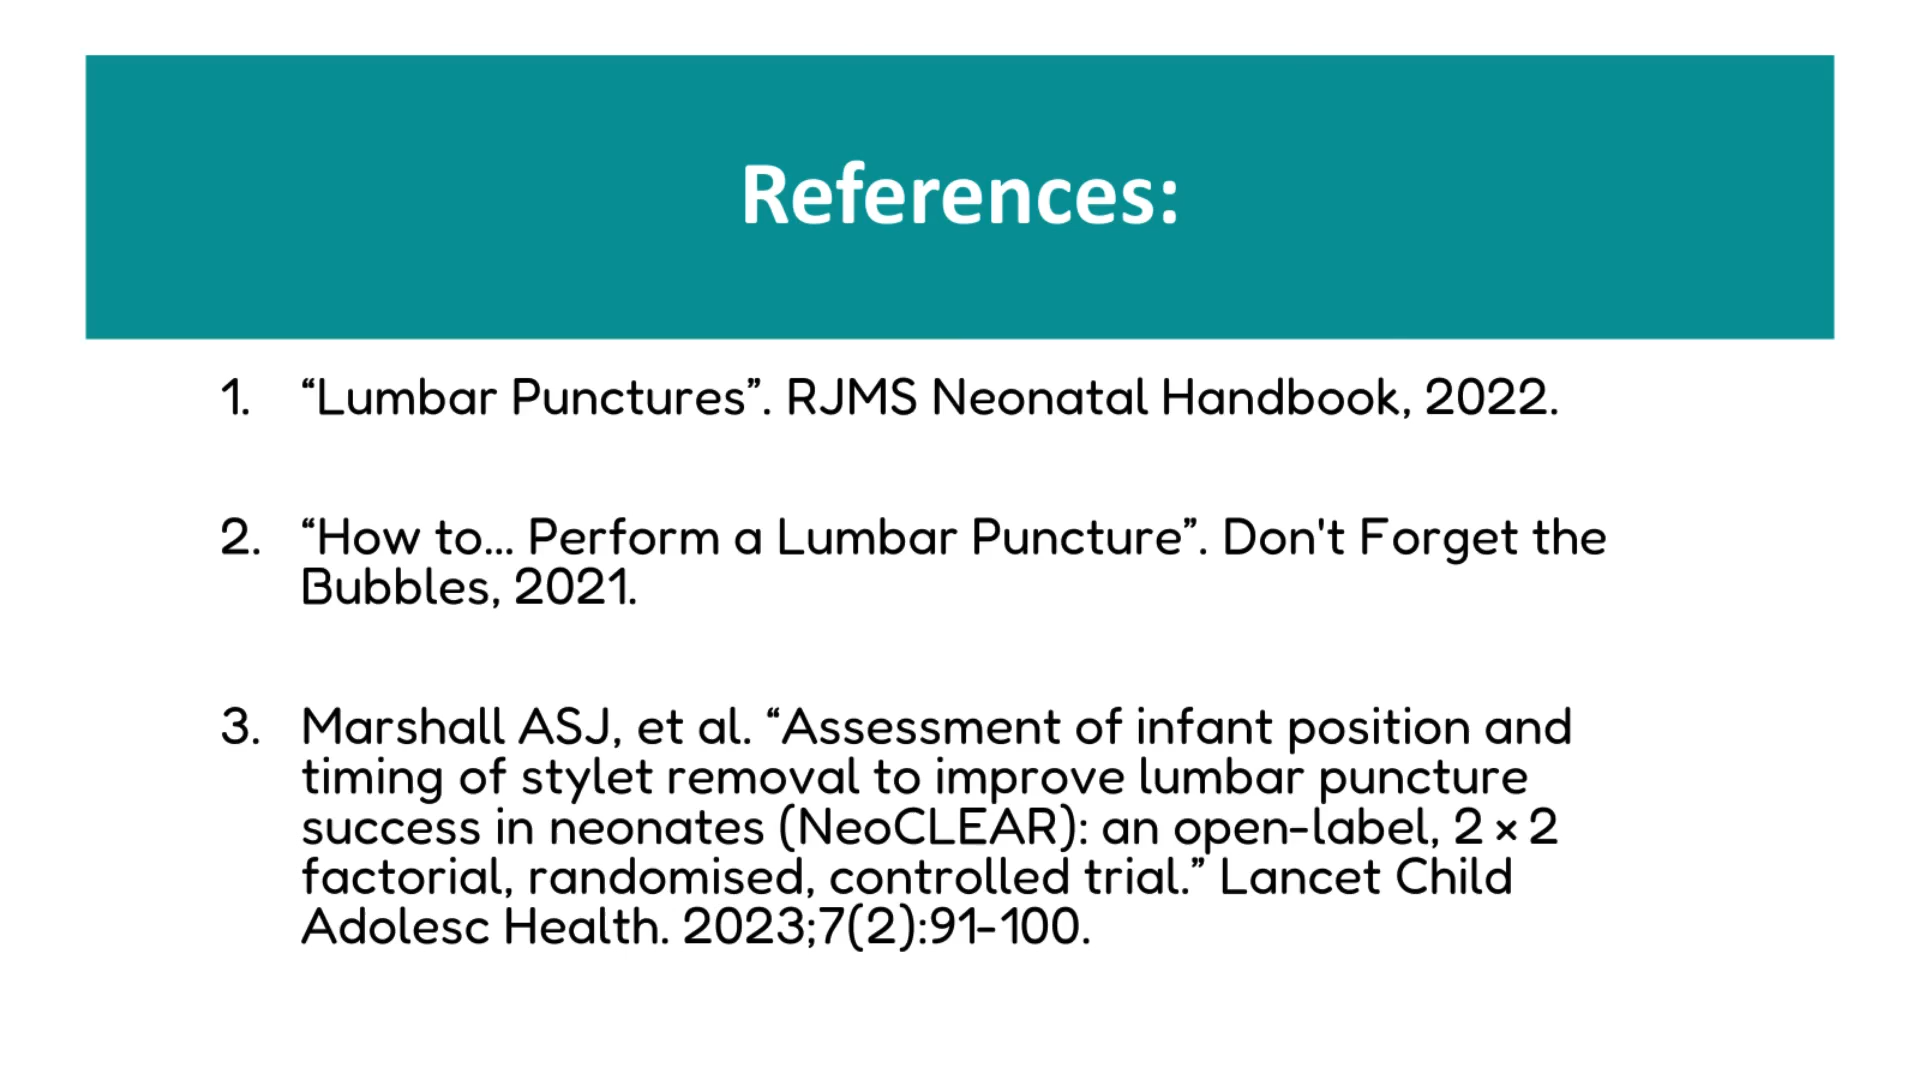 References:
1. “Lumbar Punctures”. RJMS Neonatal Handbook, 2022.
2. “How to... Perform a Lumbar Puncture”. Don't Forget the
Bubbles, 2021.
3. Marshall ASJ, et al. “Assessment of infant position and
timing of stylet removal to improve lumbar puncture
success in neonates (NeoCLEAR): an open-label, 2 × 2
factorial, randomised, controlled trial.” Lancet Child
Adolesc Health. 2023;7(2):91-100.